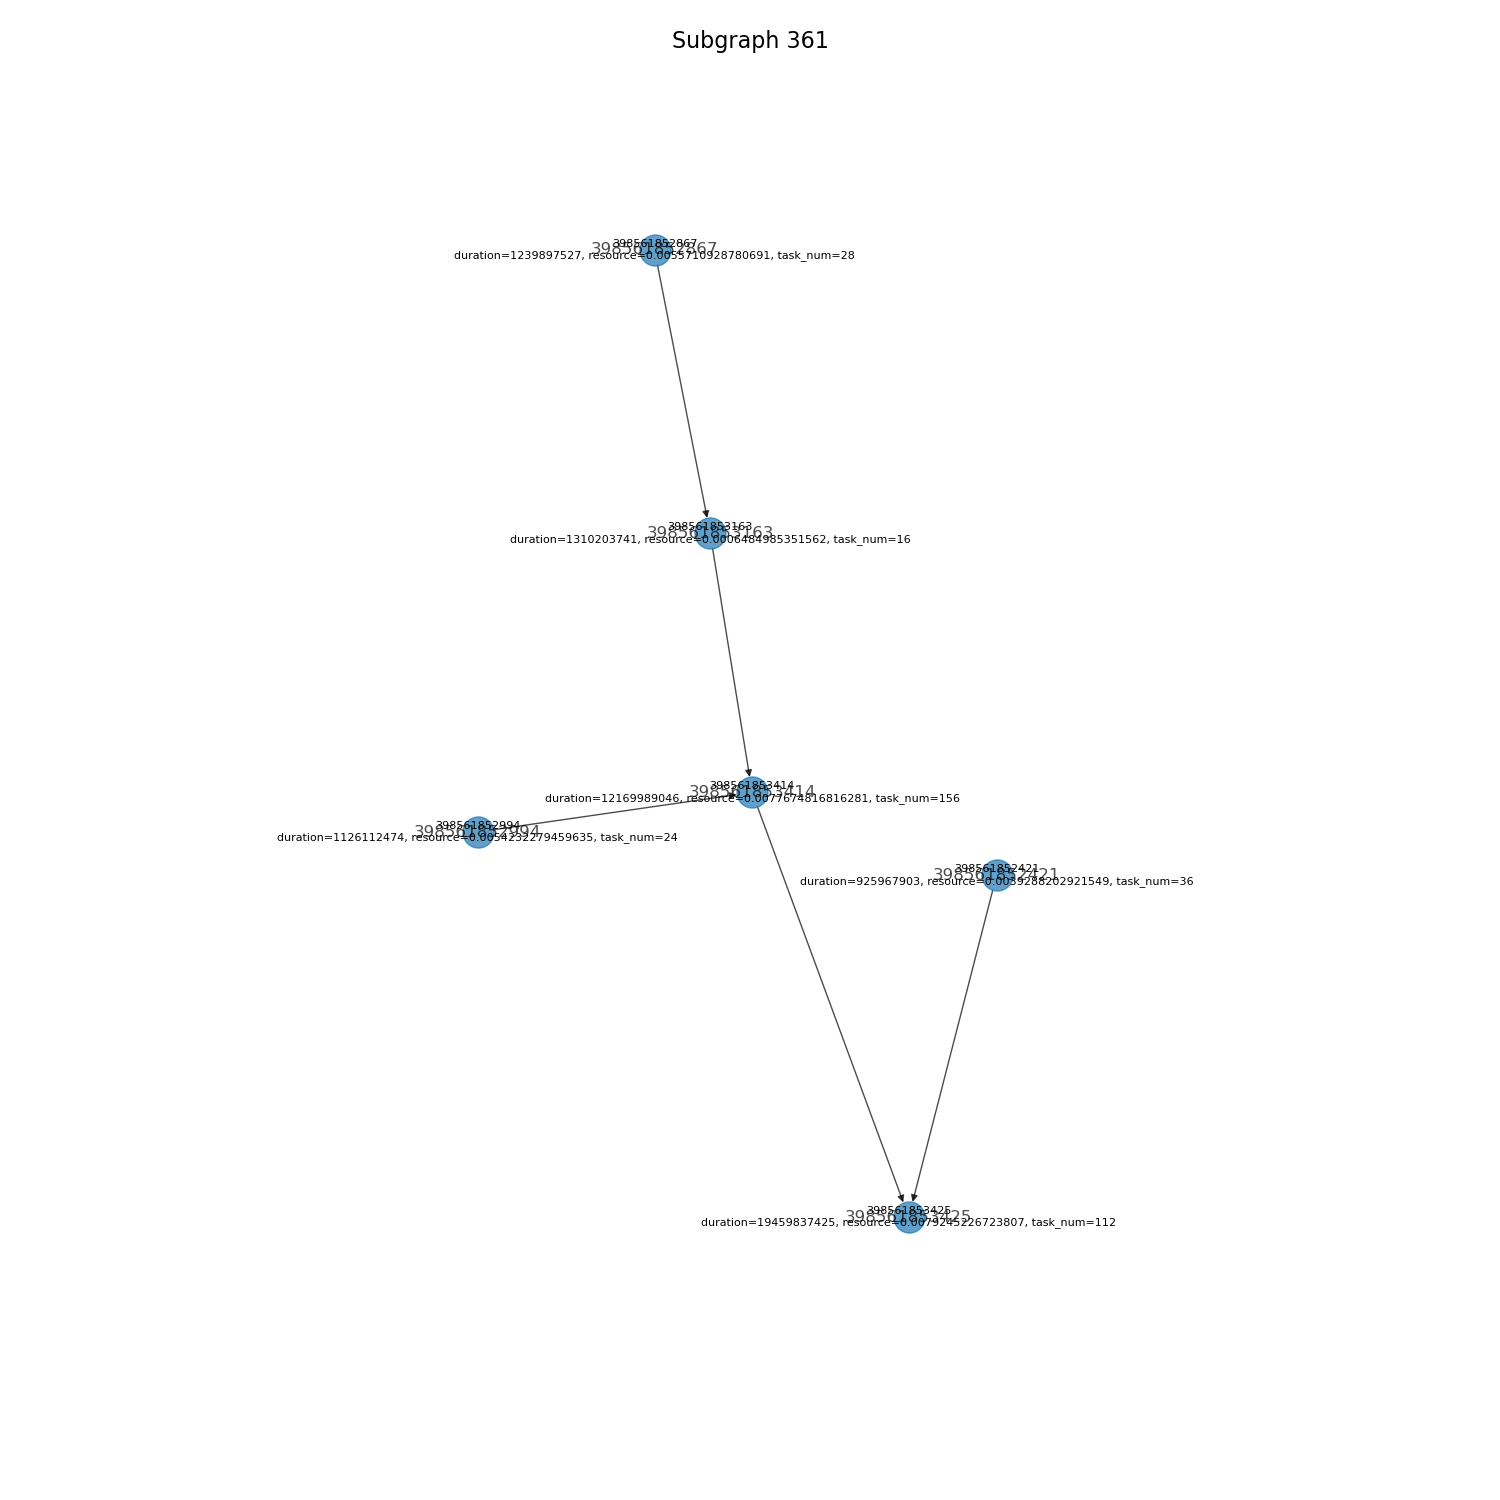 Subgraph 361
398561852867
398561852867
duration=1239897527, resource=0.0055710928780691, task_num=28
398561853163
398561853163
duration=1310203741, resource=0.0006484985351562, task_num=16
398561853414
398561853414
duration=12169989046, resource=0.0077674816816281, task_num=156
398561852994
398561852994
duration=1126112474, resource=0.0054232279459635, task_num=24
398561852421
398561852421
duration=925967903, resource=0.0039288202921549, task_num=36
398561853425
398561853425
duration=19459837425, resource=0.0079245226723807, task_num=112